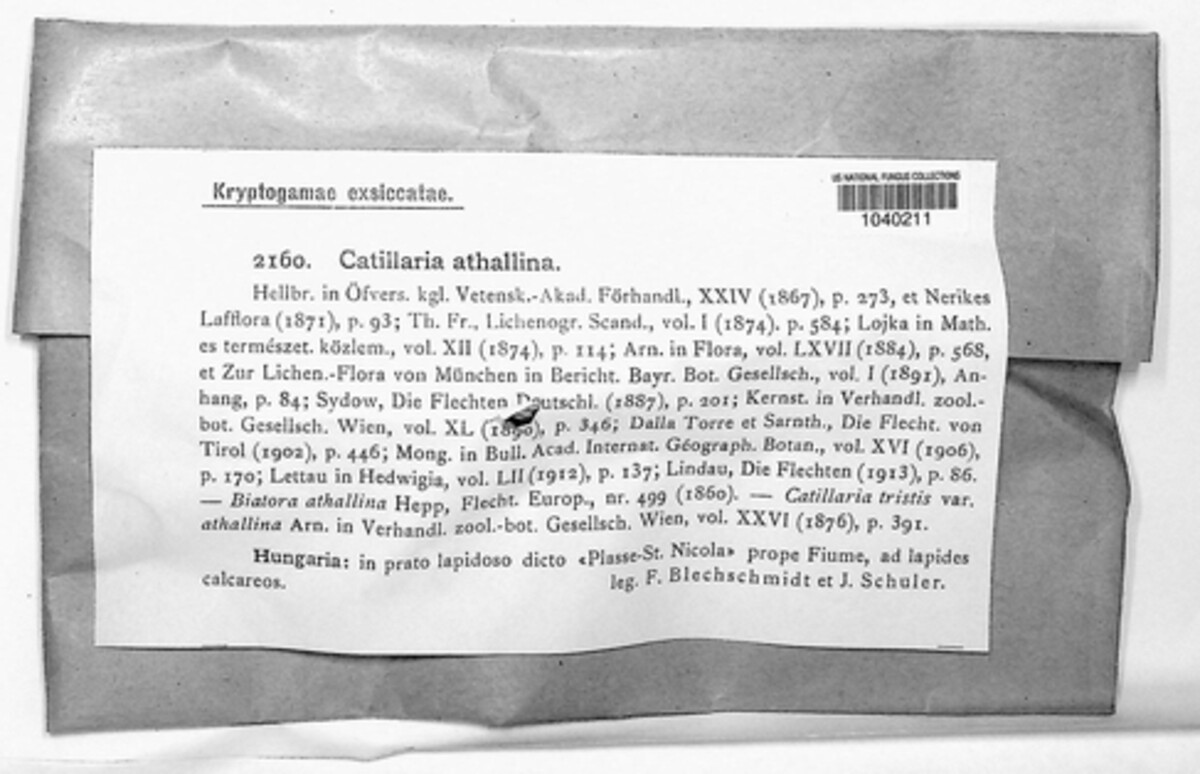 Kryptogamae exsiccatae.
US NATIONAL FUNGUS COLLECTIONS
1040211
2160. Catillaria athallina.
Hellbr. in Öfvers. kgl. Vetensk.-Akad. Förhandl., XXIV (1867), p. 273, et Nerikes
Lafflora (1871), p. 93; Th. Fr., Lichenogr. Scand., vol. I (1874). p. 584; Lojka in Math.
es természet. közlem., vol. XII (1874), p. 114; Arn. in Flora, vol. LXVII (1884), p. 568,
et Zur Lichen.-Flora von München in Bericht. Bayr. Bot. Gesellsch., vol. I (1891), An-
hang, p. 84; Sydow, Die Flechten Deutschl. (1887), p. 201; Kernst. in Verhandl. zool.-
bot. Gesellsch. Wien, vol. XL (1890), p. 346; Dalla Torre et Sarnth., Die Flecht. von
Tirol (1902), p. 446; Mong. in Bull. Acad. Internat. Géograph. Botan., vol. XVI (1906),
p. 170; Lettau in Hedwigia, vol. LII (1912), p. 137; Lindau, Die Flechten (1913), p. 86.
— Biatora athallina Hepp, Flecht. Europ., nr. 499 (1860). — Catillaria tristis var.
athallina Arn. in Verhandl. zool.-bot. Gesellsch. Wien, vol. XXVI (1876), p. 391.
Hungaria: in prato lapidoso dicto «Plasse-St. Nicola» prope Fiume, ad lapides
calcareos. leg. F. Blechschmidt et J. Schuler.